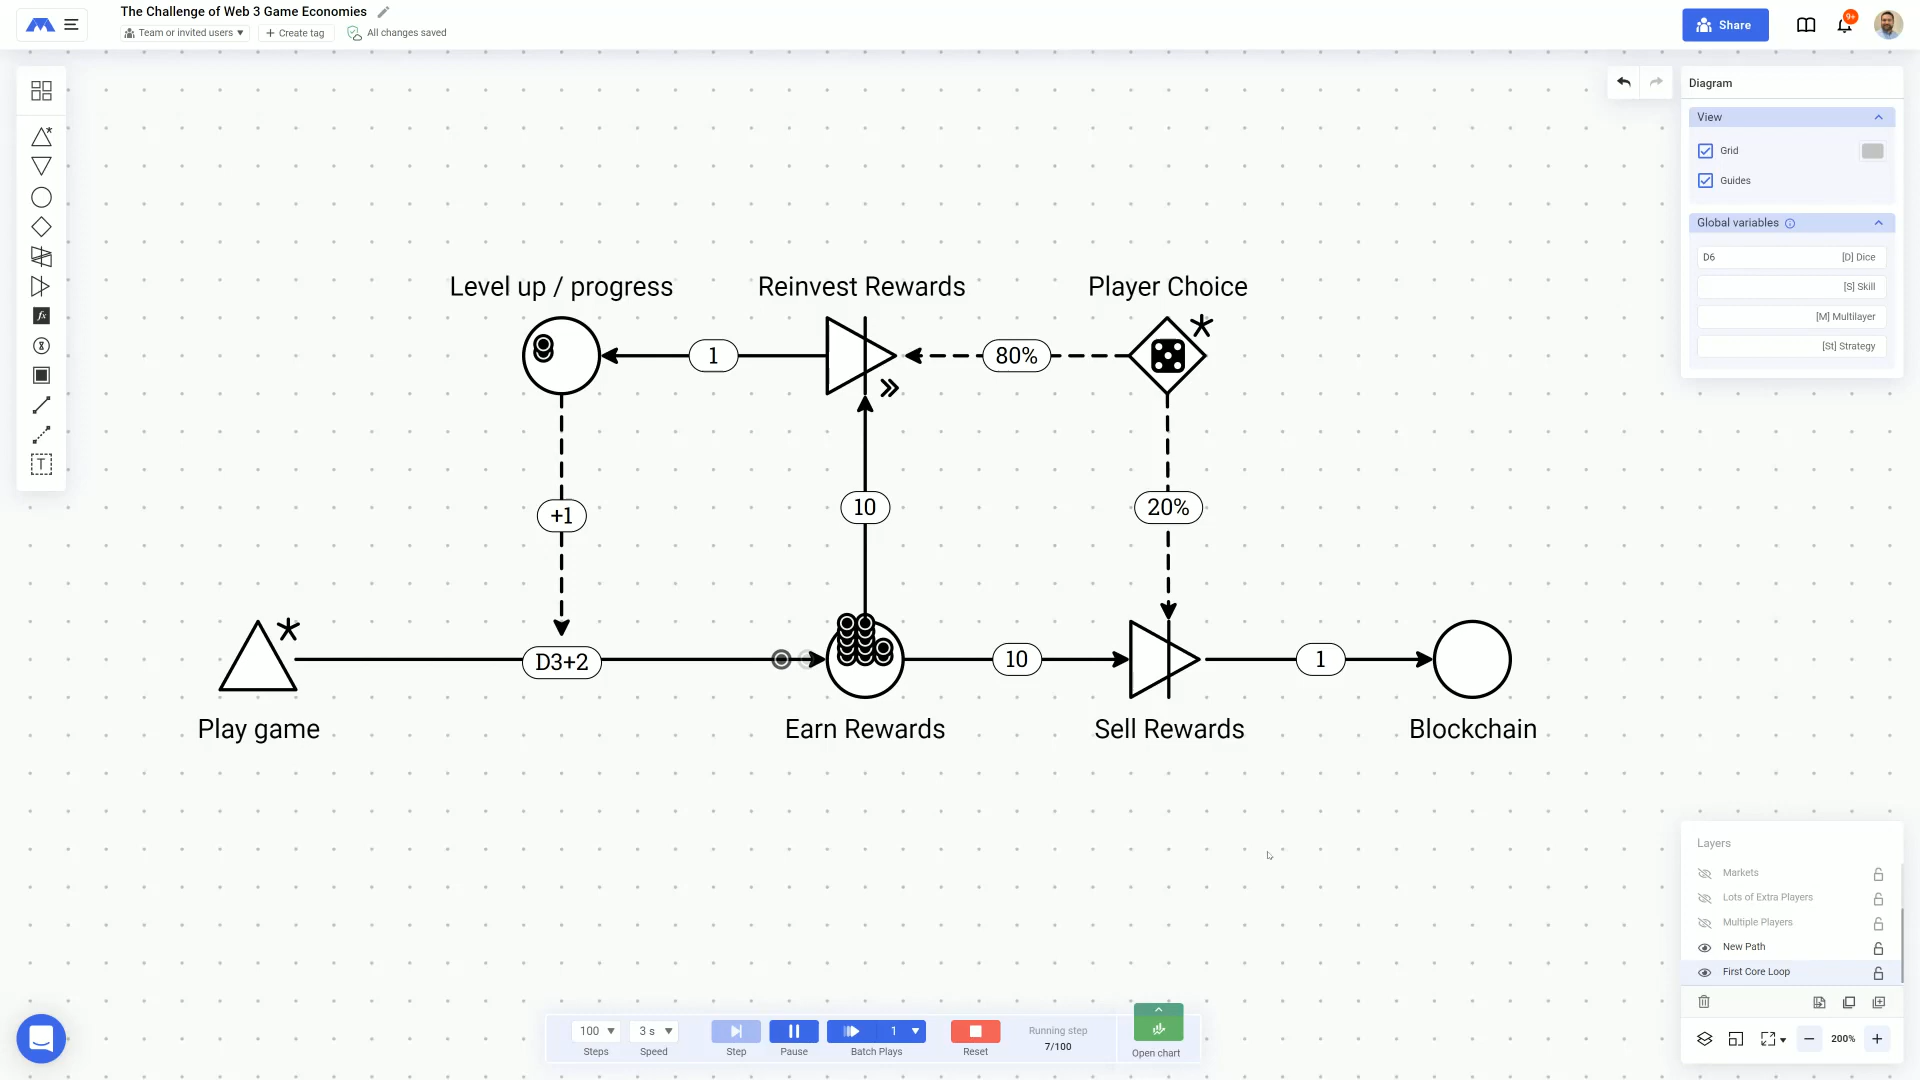 The Challenge of Web 3 Game Economies
Team or invited users
+ Create tag
All changes saved
Share
9+
Diagram
View
Grid
Guides
Global variables
D6 [D] Dice
[S] Skill
[M] Multilayer
[St] Strategy
fx
T
Level up / progress
Reinvest Rewards
Player Choice
1
80%
+1
10
20%
D3+2
10
1
Play game
Earn Rewards
Sell Rewards
Blockchain
Layers
Markets
Lots of Extra Players
Multiple Players
New Path
First Core Loop
200%
100
Steps
3 s
Speed
Step
Pause
1
Batch Plays
Reset
Running step
7/100
Open chart